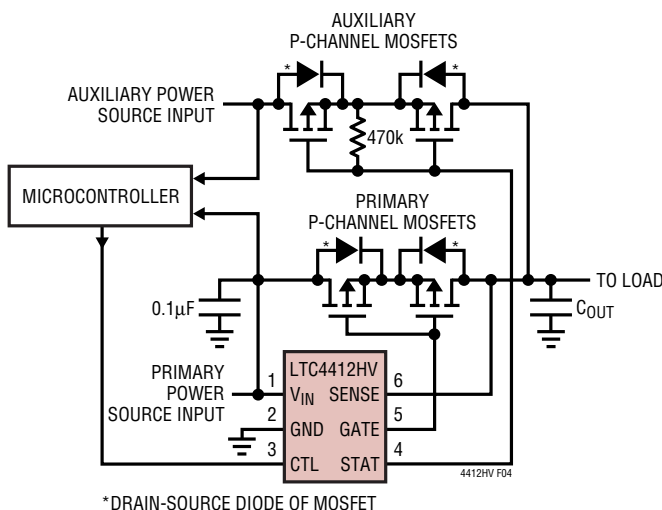 AUXILIARY
P-CHANNEL MOSFETS
*
*
AUXILIARY POWER
SOURCE INPUT
470k
MICROCONTROLLER
PRIMARY
P-CHANNEL MOSFETS
*
*
TO LOAD
0.1µF
COUT
PRIMARY
POWER
SOURCE INPUT
LTC4412HV
1
VIN
SENSE
6
2
GND
GATE
5
3
CTL
STAT
4
4412HV F04
*DRAIN-SOURCE DIODE OF MOSFET